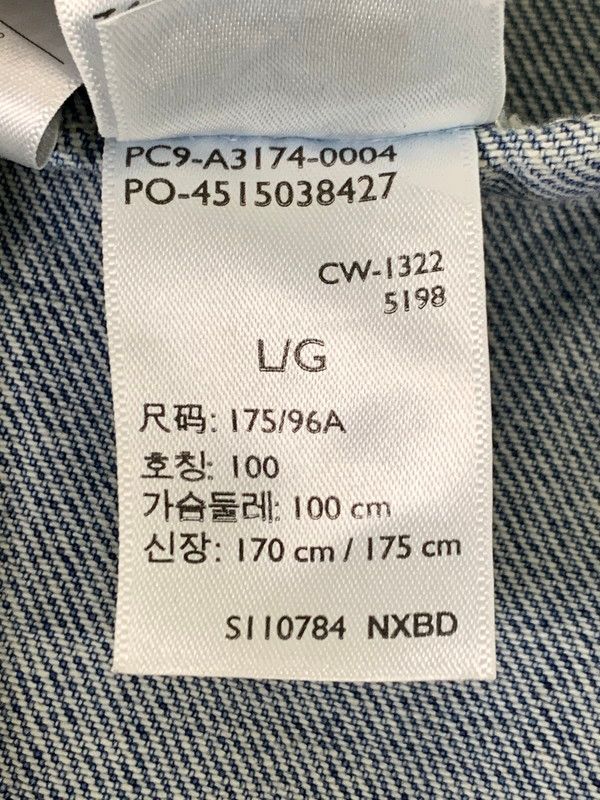 PC9-A3174-0004
PO-4515038427
CW-1322
5198
L/G
尺码: 175/96A
호칭: 100
가슴둘레: 100 cm
신장: 170 cm / 175 cm
S110784 NXBD